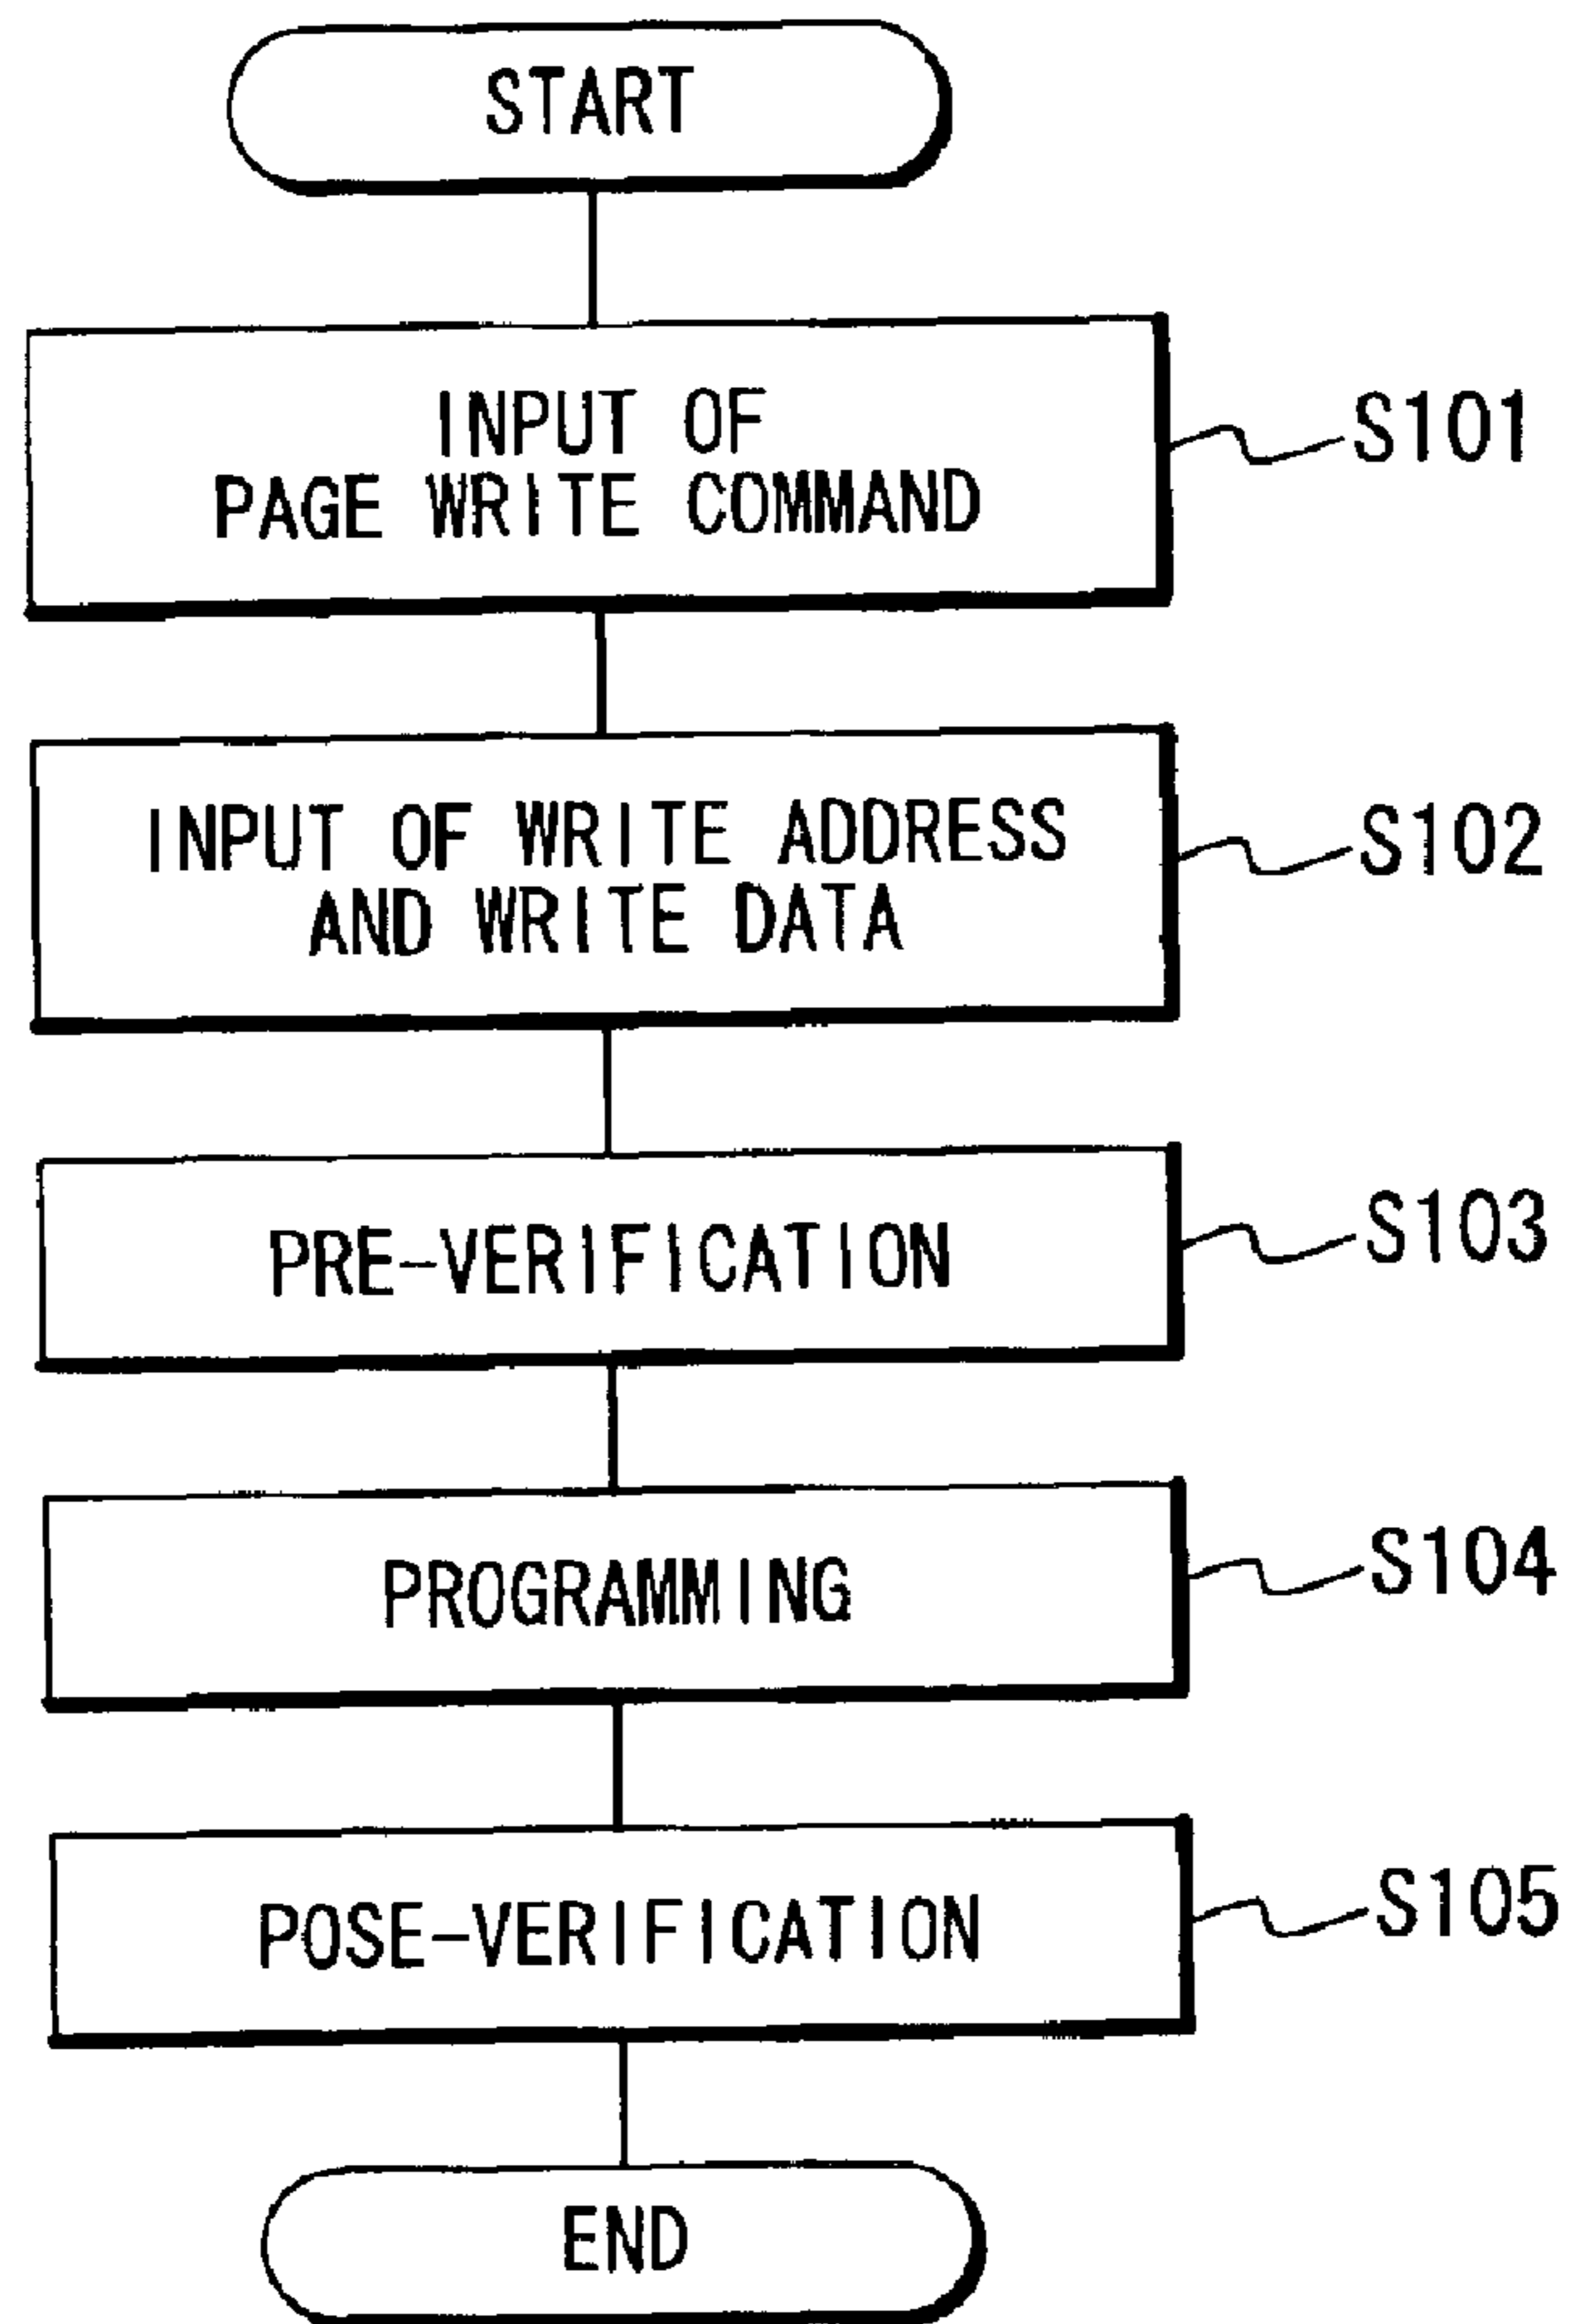 START
INPUT OF
PAGE WRITE COMMAND
S101
INPUT OF WRITE ADDRESS
AND WRITE DATA
S102
PRE-VERIFICATION
S103
PROGRAMMING
S104
POSE-VERIFICATION
S105
END